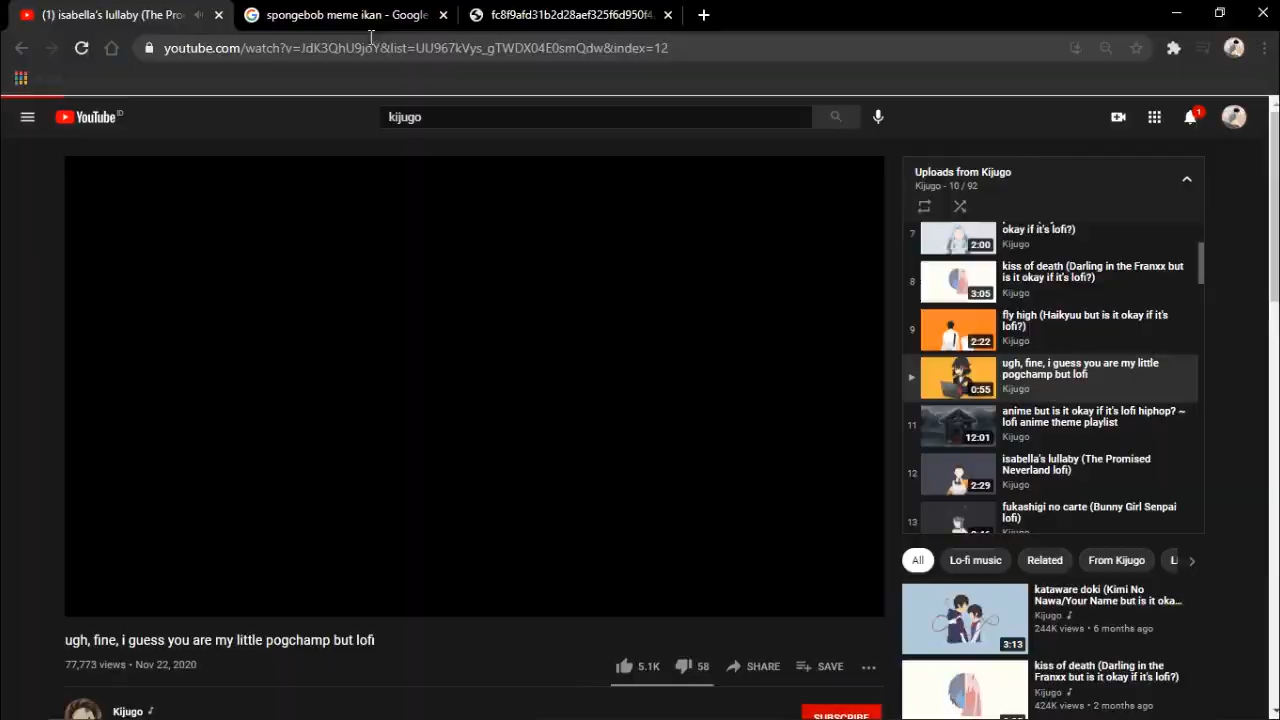 (1) isabella's lullaby (The Pro
spongebob meme ikan - Google
fc8f9afd31b2d28aef325f6d950f4
youtube.com/watch?v=JdK3QhU9joY&list=UU967kVys_gTWDX04E0smQdw&index=12
YouTube ID
kijugo
1
Uploads from Kijugo
Kijugo - 10 / 92
7
2:00
okay if it's lofi?)
Kijugo
8
3:05
kiss of death (Darling in the Franxx but
is it okay if it's lofi?)
Kijugo
9
2:22
fly high (Haikyuu but is it okay if it's
lofi?)
Kijugo
0:55
ugh, fine, i guess you are my little
pogchamp but lofi
Kijugo
11
12:01
anime but is it okay if it's lofi hiphop? ~
lofi anime theme playlist
Kijugo
12
2:29
isabella's lullaby (The Promised
Neverland lofi)
Kijugo
13
fukashigi no carte (Bunny Girl Senpai
lofi)
Kijugo
All
Lo-fi music
Related
From Kijugo
ugh, fine, i guess you are my little pogchamp but lofi
77,773 views • Nov 22, 2020
5.1K
58
SHARE
SAVE
Kijugo
SUBSCRIBE
3:13
kataware doki (Kimi No
Nawa/Your Name but is it oka...
Kijugo
244K views • 6 months ago
kiss of death (Darling in the
Franxx but is it okay if it's lofi?)
Kijugo
424K views • 2 months ago